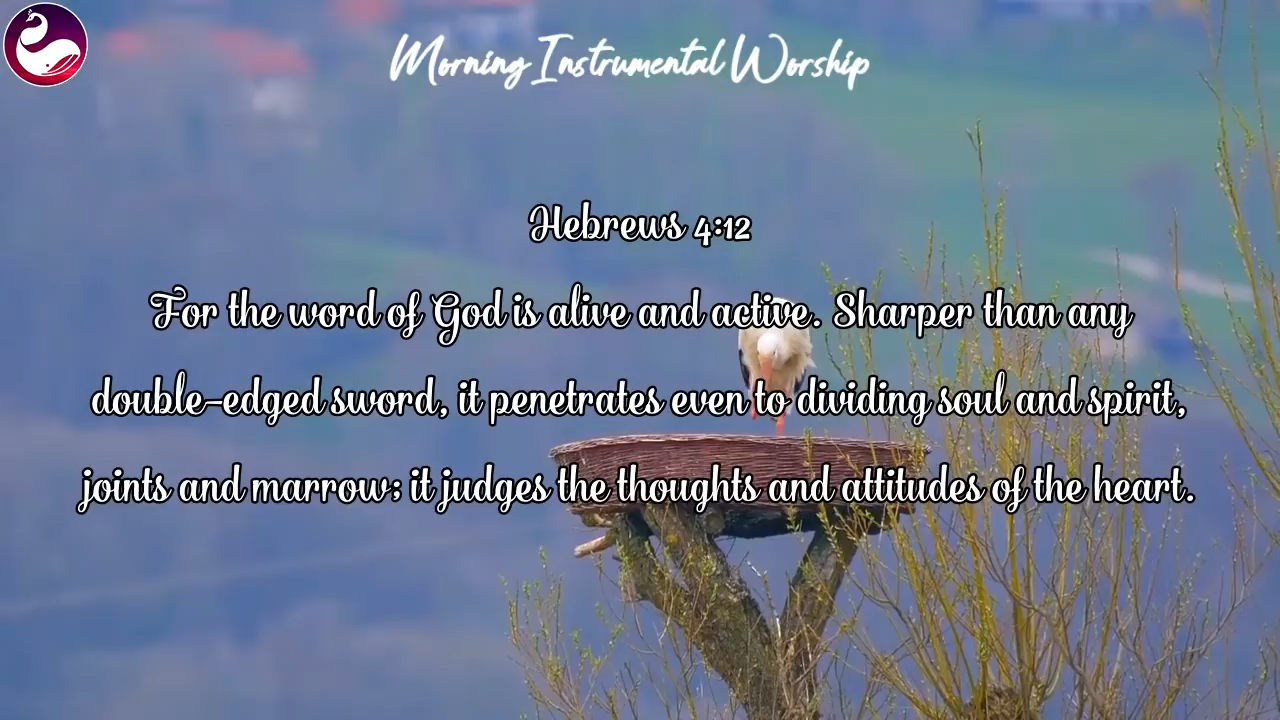 Morning Instrumental Worship
Hebrews 4:12
For the word of God is alive and active. Sharper than any
double-edged sword, it penetrates even to dividing soul and spirit,
joints and marrow; it judges the thoughts and attitudes of the heart.